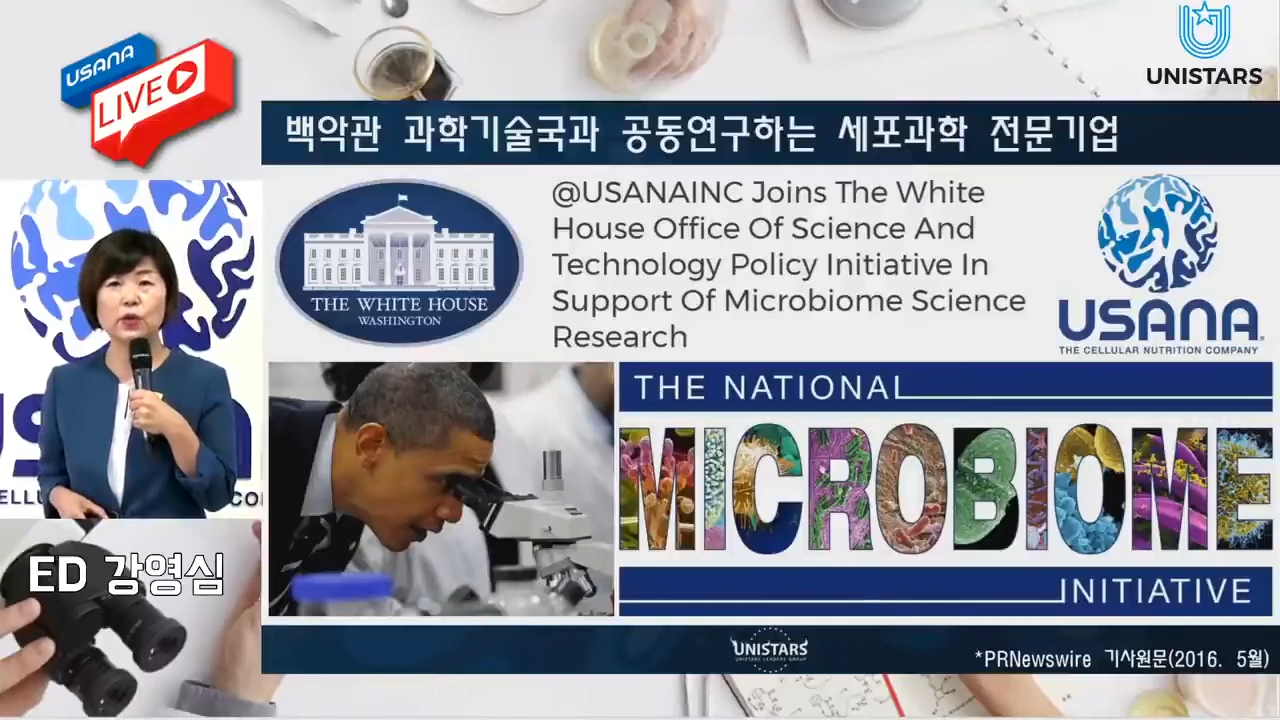 USANA
LIVE
UNISTARS
백악관 과학기술국과 공동연구하는 세포과학 전문기업
THE WHITE HOUSE
WASHINGTON
@USANAINC Joins The White
House Office Of Science And
Technology Policy Initiative In
Support Of Microbiome Science
Research
USANA
THE CELLULAR NUTRITION COMPANY
THE NATIONAL
MICROBIOME
INITIATIVE
ED 강영심
UNISTARS
UNISTARS LEADERS GROUP
*PRNewswire 기사원문(2016. 5월)